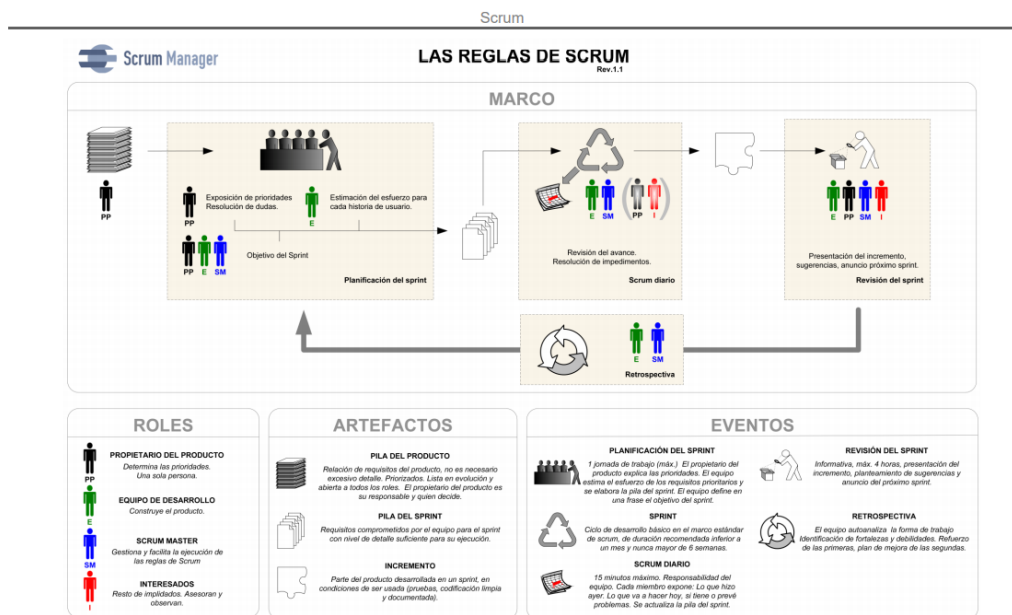 Scrum
Scrum Manager
LAS REGLAS DE SCRUM
Rev.1.1
MARCO
PP
PP
Exposición de prioridades
Resolución de dudas.
E
Estimación del esfuerzo para
cada historia de usuario.
PP E SM
Objetivo del Sprint
Planificación del sprint
E SM ( PP I )
Revisión del avance.
Resolución de impedimentos.
Scrum diario
E PP SM I
Presentación del incremento,
sugerencias, anuncio próximo sprint.
Revisión del sprint
E SM
Retrospectiva
ROLES
PROPIETARIO DEL PRODUCTO
Determina las prioridades.
Una sola persona.
PP
EQUIPO DE DESARROLLO
Construye el producto.
E
SCRUM MASTER
Gestiona y facilita la ejecución de
las reglas de Scrum
SM
INTERESADOS
Resto de implidados. Asesoran y
observan.
I
ARTEFACTOS
PILA DEL PRODUCTO
Relación de requisitos del producto, no es necesario
excesivo detalle. Priorizados. Lista en evolución y
abierta a todos los roles. El propietario del producto es
su responsable y quien decide.
PILA DEL SPRINT
Requisitos comprometidos por el equipo para el sprint
con nivel de detalle suficiente para su ejecución.
INCREMENTO
Parte del producto desarrollada en un sprint, en
condiciones de ser usada (pruebas, codificación limpia
y documentada).
EVENTOS
PLANIFICACIÓN DEL SPRINT
1 jornada de trabajo (máx.) El propietario del
producto explica las prioridades. El equipo
estima el esfuerzo de los requisitos prioritarios y
se elabora la pila del sprint. El equipo define en
una frase el objetivo del sprint.
SPRINT
Ciclo de desarrollo básico en el marco estándar
de scrum, de duración recomendada inferior a
un mes y nunca mayor de 6 semanas.
SCRUM DIARIO
15 minutos máximo. Responsabilidad del
equipo. Cada miembro expone: Lo que hizo
ayer. Lo que va a hacer hoy, si tiene o prevé
problemas. Se actualiza la pila del sprint.
REVISIÓN DEL SPRINT
Informativa, máx. 4 horas, presentación del
incremento, planteamiento de sugerencias y
anuncio del próximo sprint.
RETROSPECTIVA
El equipo autoanaliza la forma de trabajo
Identificación de fortalezas y debilidades. Refuerzo
de las primeras, plan de mejora de las segundas.